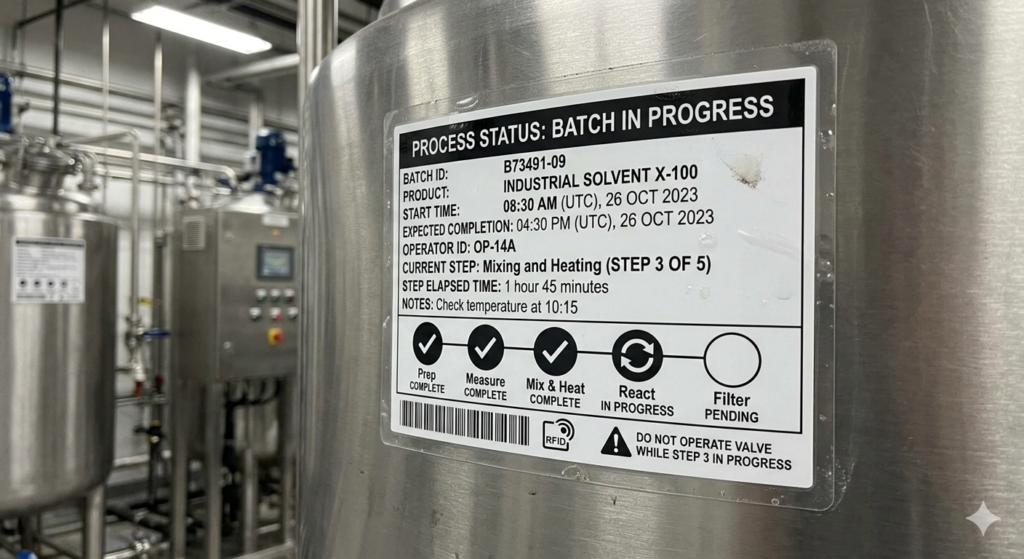 PROCESS STATUS: BATCH IN PROGRESS
BATCH ID: B73491-09
PRODUCT: INDUSTRIAL SOLVENT X-100
START TIME: 08:30 AM (UTC), 26 OCT 2023
EXPECTED COMPLETION: 04:30 PM (UTC), 26 OCT 2023
OPERATOR ID: OP-14A
CURRENT STEP: Mixing and Heating (STEP 3 OF 5)
STEP ELAPSED TIME: 1 hour 45 minutes
NOTES: Check temperature at 10:15
Prep
COMPLETE
Measure
COMPLETE
Mix & Heat
COMPLETE
React
IN PROGRESS
Filter
PENDING
RFID
DO NOT OPERATE VALVE
WHILE STEP 3 IN PROGRESS